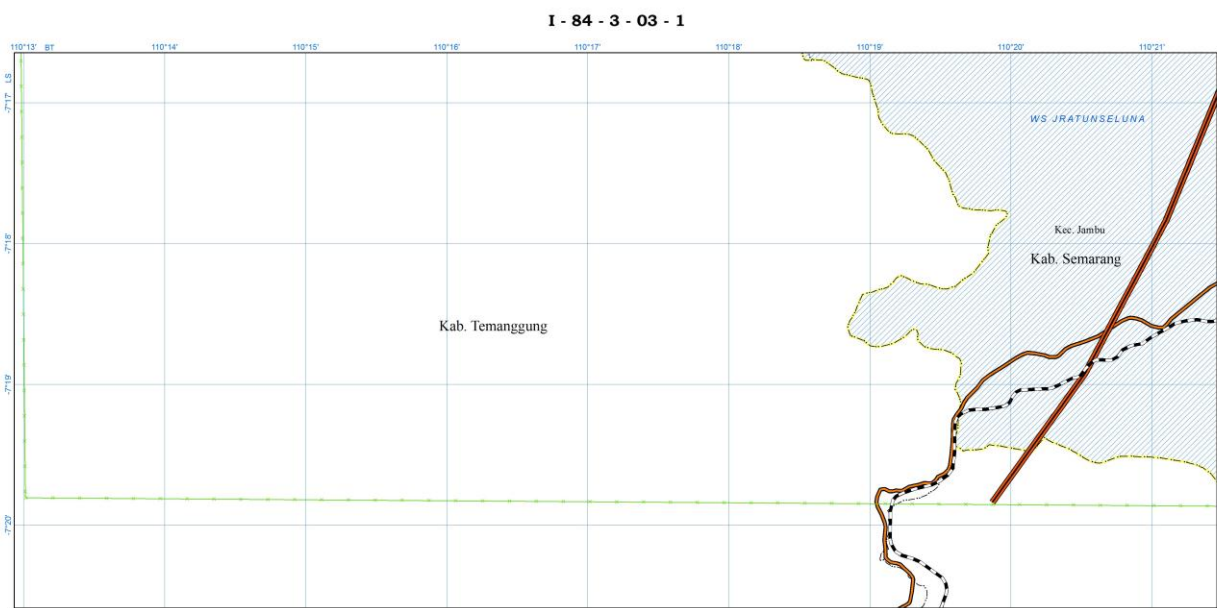 I - 84 - 3 - 03 - 1
110°13' BT 110°14' 110°15' 110°16' 110°17' 110°18' 110°19' 110°20' 110°21'
LS
-7°17'
WS JRATUNSELUNA
Kec. Jambu
-7°18'
Kab. Semarang
Kab. Temanggung
-7°19'
-7°20'